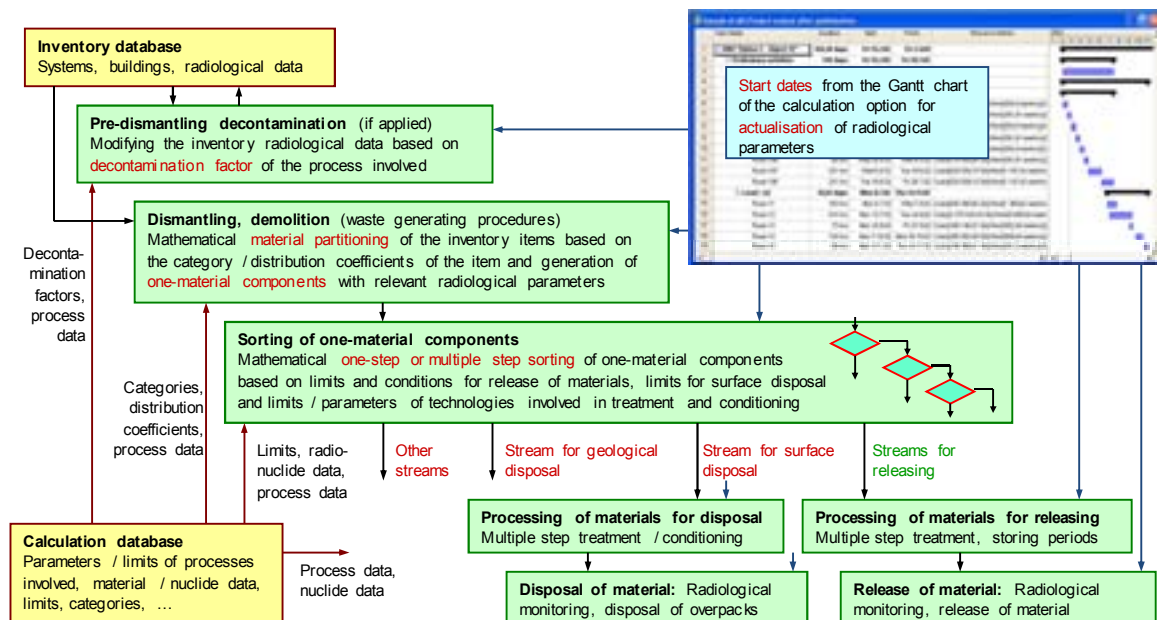 Inventory database
Systems, buildings, radiological data
Pre-dismantling decontamination (if applied)
Modifying the inventory radiological data based on
decontamination factor of the process involved
Start dates from the Gantt chart
of the calculation option for
actualisation of radiological
parameters
Dismantling, demolition (waste generating procedures)
Mathematical material partitioning of the inventory items based on
the category / distribution coefficients of the item and generation of
one-material components with relevant radiological parameters
Deconta-
mination
factors,
process
data
Sorting of one-material components
Mathematical one-step or multiple step sorting of one-material components
based on limits and conditions for release of materials, limits for surface disposal
and limits / parameters of technologies involved in treatment and conditioning
Categories,
distribution
coefficients,
process data
Limits, radio-
nuclide data,
process data
Other
streams
Stream for geological
disposal
Stream for surface
disposal
Streams for
releasing
Processing of materials for disposal
Multiple step treatment / conditioning
Processing of materials for releasing
Multiple step treatment, storing periods
Calculation database
Parameters / limits of processes
involved, material / nuclide data,
limits, categories, ...
Process data,
nuclide data
Disposal of material: Radiological
monitoring, disposal of overpacks
Release of material: Radiological
monitoring, release of material